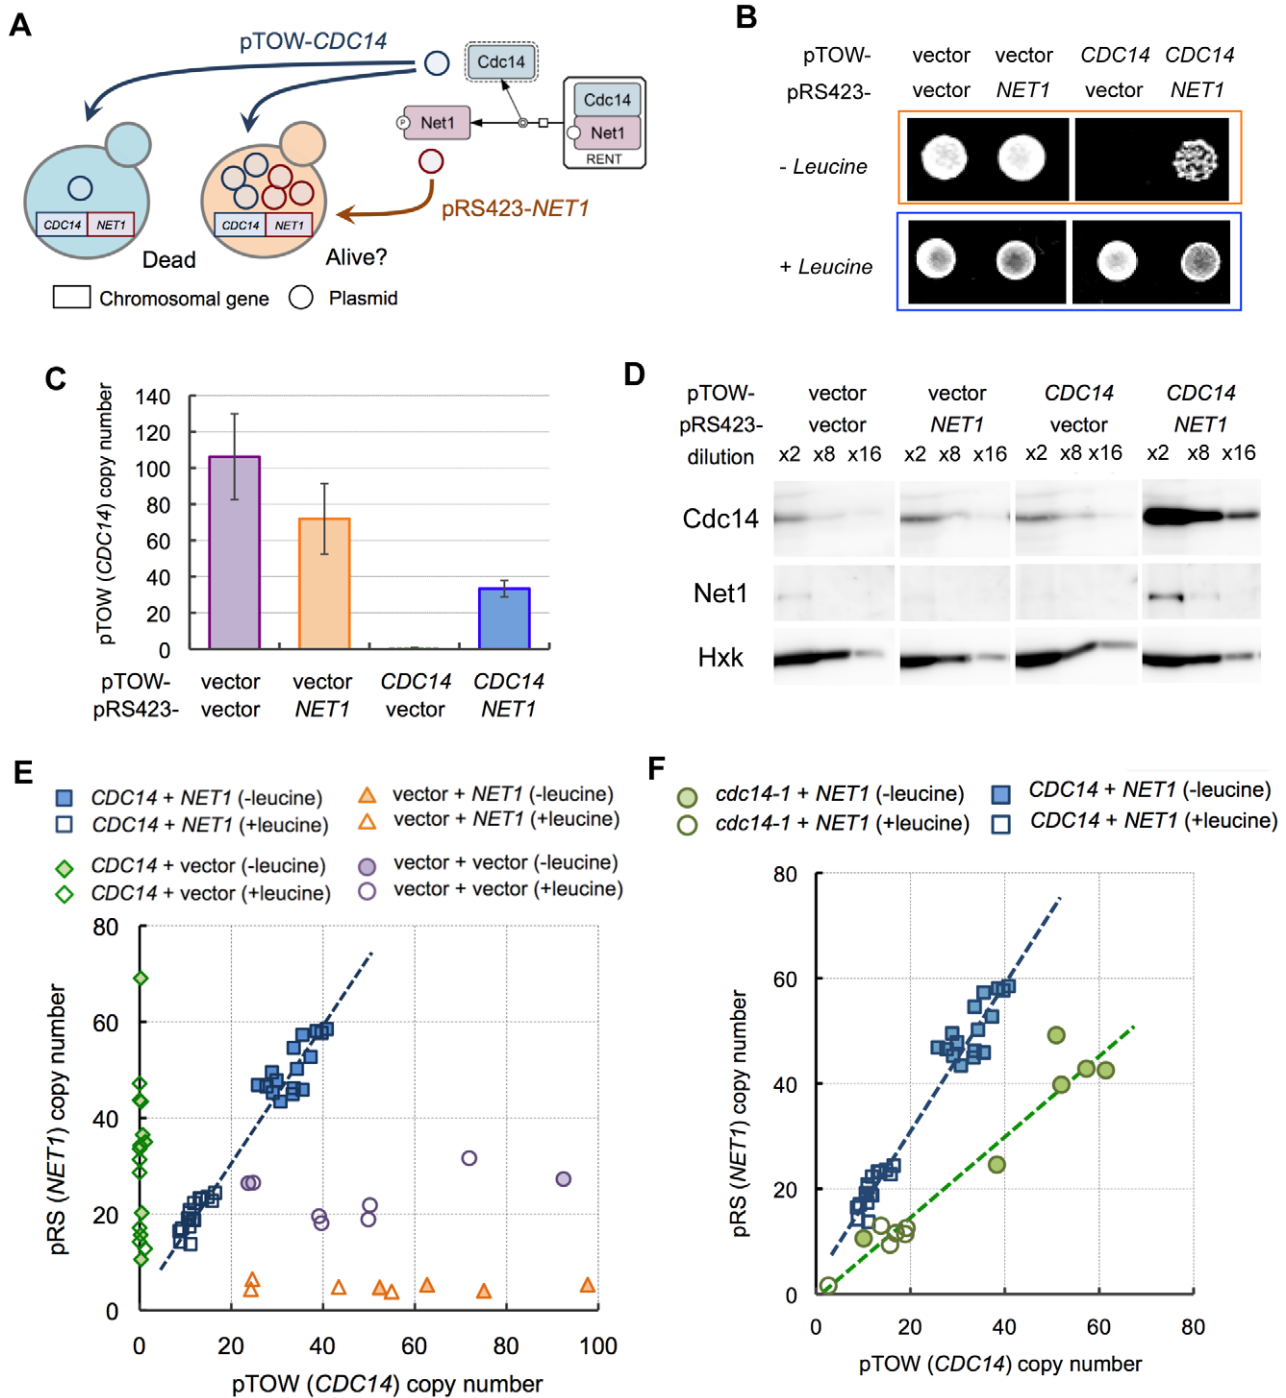 A
pTOW-CDC14
Cdc14
Cdc14
P
Net1
Net1
RENT
pRS423-NET1
CDC14 NET1
CDC14 NET1
Dead
Alive?
Chromosomal gene
Plasmid
B
pTOW- vector vector CDC14 CDC14
pRS423- vector NET1 vector NET1
- Leucine
+ Leucine
C
pTOW (CDC14) copy number
140
120
100
80
60
40
20
0
pTOW- vector vector CDC14 CDC14
pRS423- vector NET1 vector NET1
D
pTOW- vector vector CDC14 CDC14
pRS423- vector NET1 vector NET1
dilution x2 x8 x16 x2 x8 x16 x2 x8 x16 x2 x8 x16
Cdc14
Net1
Hxk
E
CDC14 + NET1 (-leucine)
CDC14 + NET1 (+leucine)
CDC14 + vector (-leucine)
CDC14 + vector (+leucine)
vector + NET1 (-leucine)
vector + NET1 (+leucine)
vector + vector (-leucine)
vector + vector (+leucine)
pRS (NET1) copy number
80
60
40
20
0
0 20 40 60 80 100
pTOW (CDC14) copy number
F
cdc14-1 + NET1 (-leucine)
cdc14-1 + NET1 (+leucine)
CDC14 + NET1 (-leucine)
CDC14 + NET1 (+leucine)
pRS (NET1) copy number
80
60
40
20
0
0 20 40 60 80
pTOW (CDC14) copy number